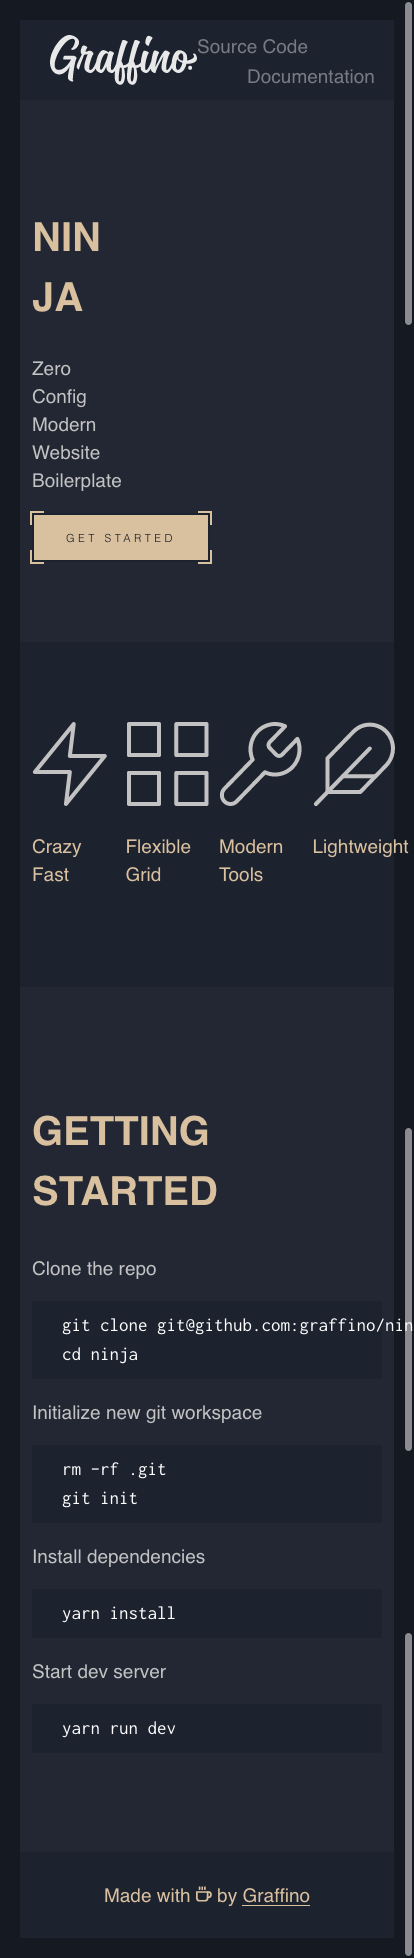 Graffino
Source Code
Documentation
NIN
JA
Zero
Config
Modern
Website
Boilerplate
GET STARTED
Crazy
Fast
Flexible
Grid
Modern
Tools
Lightweight
GETTING
STARTED
Clone the repo
git clone git@github.com:graffino/nin
cd ninja
Initialize new git workspace
rm -rf .git
git init
Install dependencies
yarn install
Start dev server
yarn run dev
Made with by Graffino